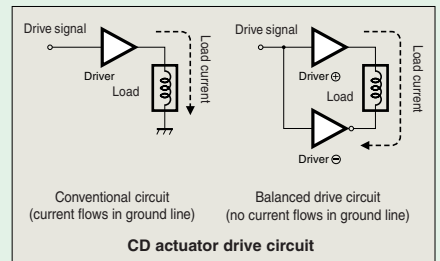 Drive signal
Driver
Load
Load current
Conventional circuit
(current flows in ground line)
Drive signal
Driver ⊕
Load
Load current
Driver ⊖
Balanced drive circuit
(no current flows in ground line)
CD actuator drive circuit